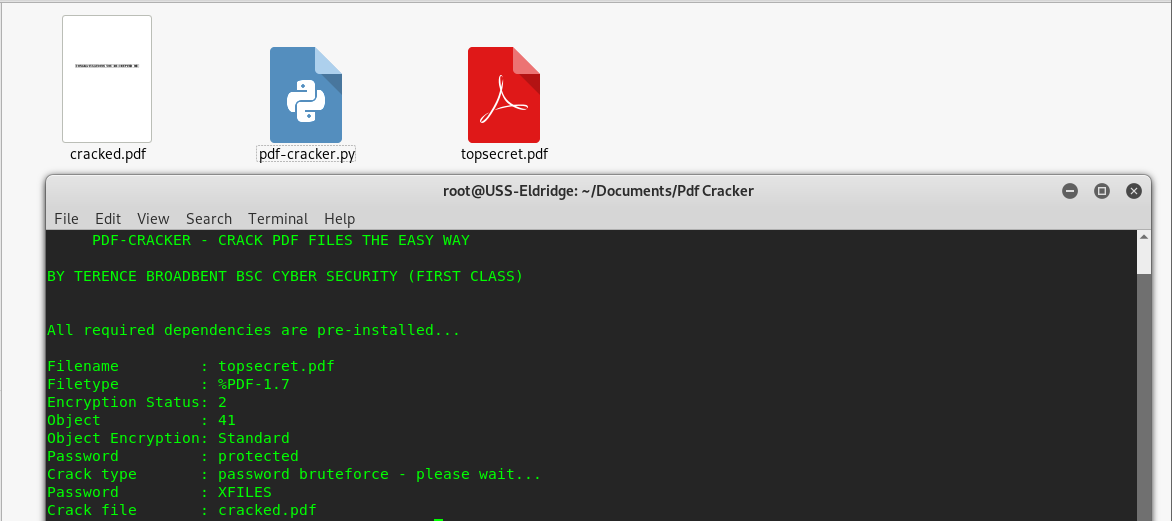 cracked.pdf
pdf-cracker.py
topsecret.pdf
root@USS-Eldridge: ~/Documents/Pdf Cracker
File Edit View Search Terminal Help
PDF-CRACKER - CRACK PDF FILES THE EASY WAY
BY TERENCE BROADBENT BSC CYBER SECURITY (FIRST CLASS)
All required dependencies are pre-installed...
Filename : topsecret.pdf
Filetype : %PDF-1.7
Encryption Status: 2
Object : 41
Object Encryption: Standard
Password : protected
Crack type : password bruteforce - please wait...
Password : XFILES
Crack file : cracked.pdf